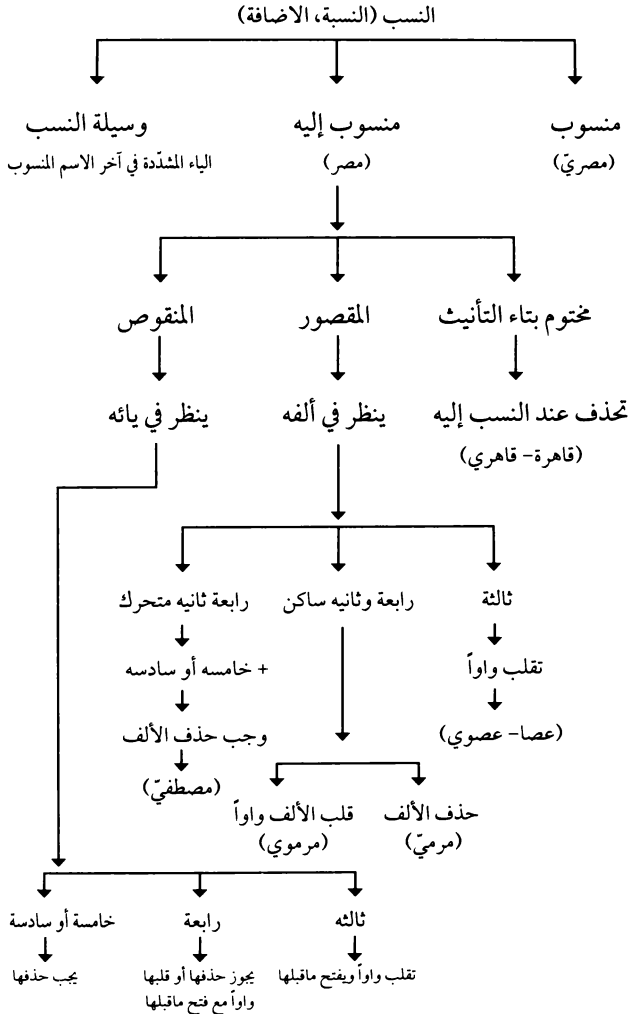 النسب (النسبة، الاضافة)
منسوب
(مصريّ)
منسوب إليه
(مصر)
وسيلة النسب
الياء المشدّدة في آخر الاسم المنسوب
مختوم بتاء التأنيث
المقصور
المنقوص
تحذف عند النسب إليه
(قاهرة- قاهري)
ينظر في ألفه
ينظر في يائه
ثالثة
رابعة وثانيه ساكن
رابعة ثانيه متحرك
تقلب واواً
+ خامسه أو سادسه
(عصا- عصوي)
وجب حذف الألف
(مصطفيّ)
حذف الألف
(مرميّ)
قلب الألف واواً
(مرموي)
ثالثه
رابعة
خامسة أو سادسة
تقلب واواً ويفتح ماقبلها
يجوز حذفها أو قلبها
واواً مع فتح ماقبلها
يجب حذفها